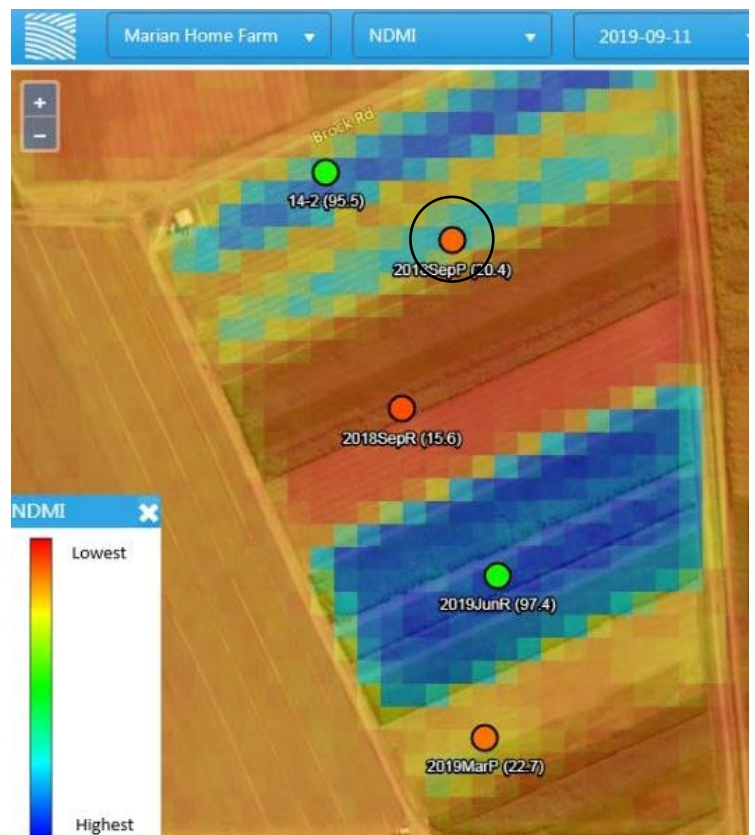 Marian Home Farm
NDMI
2019-09-11
+
−
Brock Rd
14-2 (95.5)
2018SepP (20.4)
2018SepR (15.6)
2019JunR (97.4)
2019MarP (22.7)
NDMI
Lowest
Highest